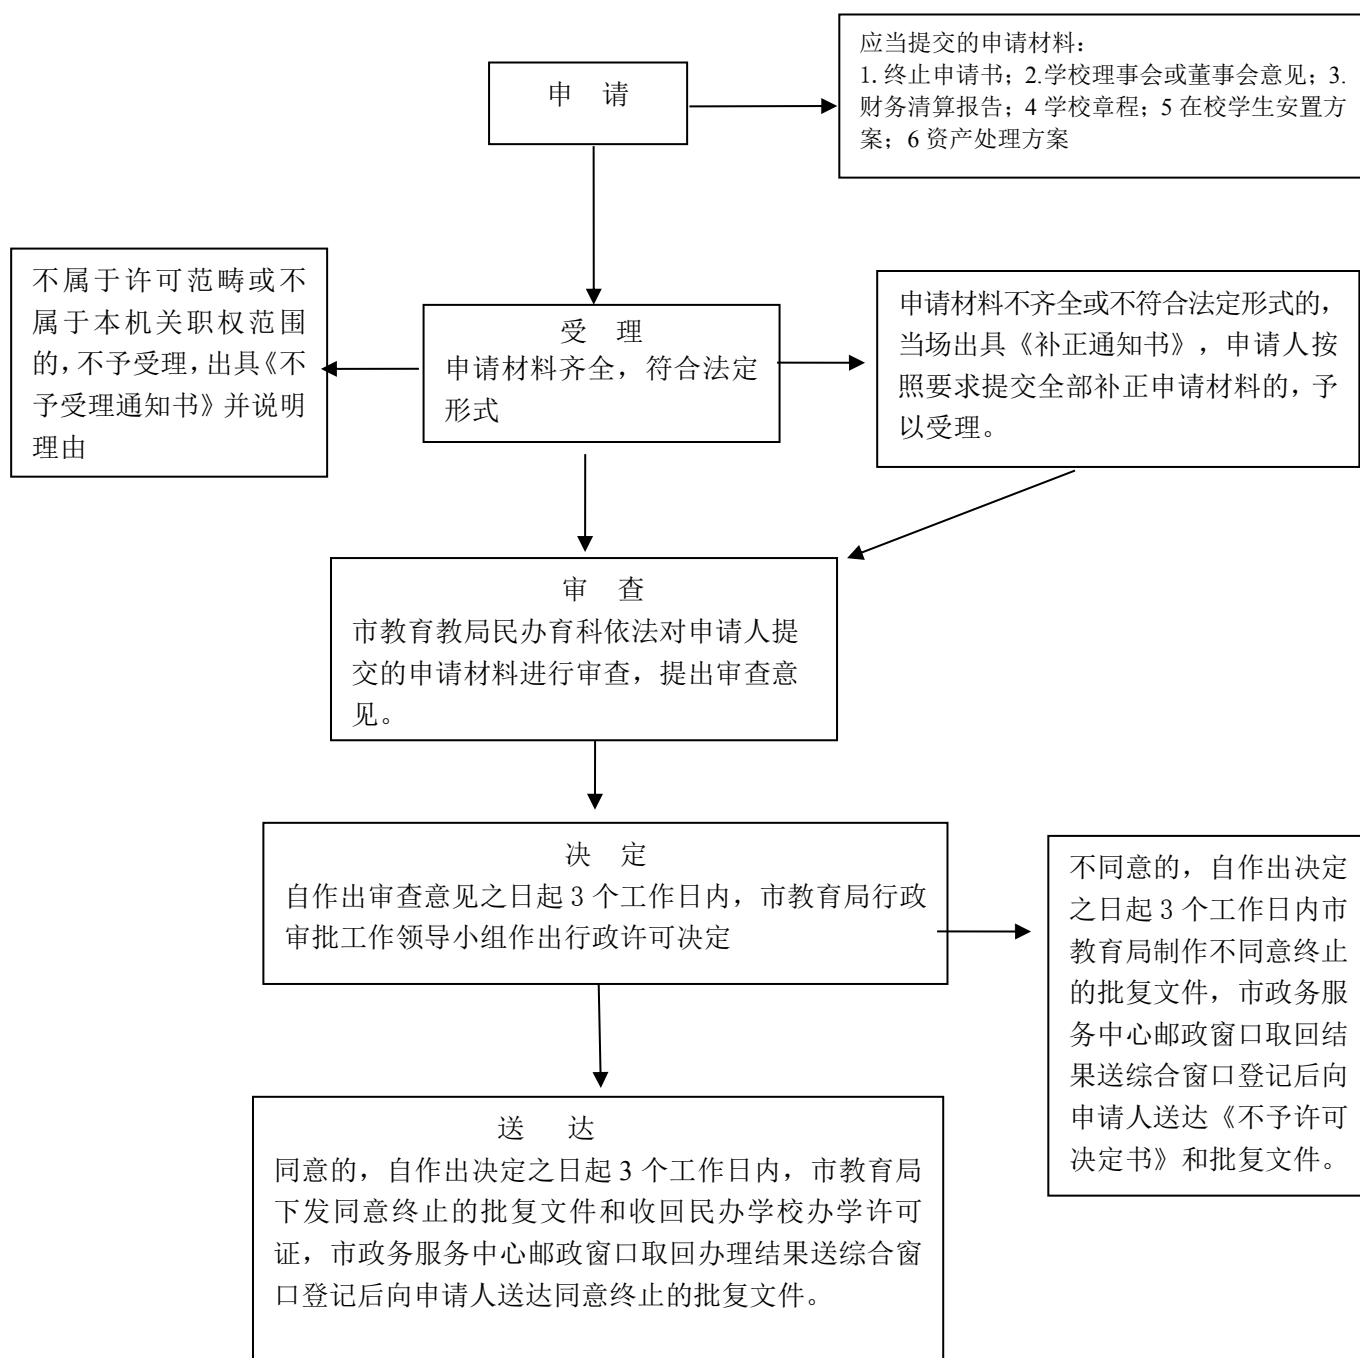 申 请
应当提交的申请材料：
1.终止申请书；2.学校理事会或董事会意见；3.
财务清算报告；4 学校章程；5 在校学生安置方
案；6 资产处理方案
不属于许可范畴或不
属于本机关职权范围
的，不予受理，出具《不
予受理通知书》并说明
理由
受 理
申请材料齐全，符合法定
形式
申请材料不齐全或不符合法定形式的，
当场出具《补正通知书》，申请人按
照要求提交全部补正申请材料的，予
以受理。
审 查
市教育教局民办育科依法对申请人提
交的申请材料进行审查，提出审查意
见。
决 定
自作出审查意见之日起 3 个工作日内，市教育局行政
审批工作领导小组作出行政许可决定
不同意的，自作出决定
之日起 3 个工作日内市
教育局制作不同意终止
的批复文件，市政务服
务中心邮政窗口取回结
果送综合窗口登记后向
申请人送达《不予许可
决定书》和批复文件。
送 达
同意的，自作出决定之日起 3 个工作日内，市教育局
下发同意终止的批复文件和收回民办学校办学许可
证，市政务服务中心邮政窗口取回办理结果送综合窗
口登记后向申请人送达同意终止的批复文件。